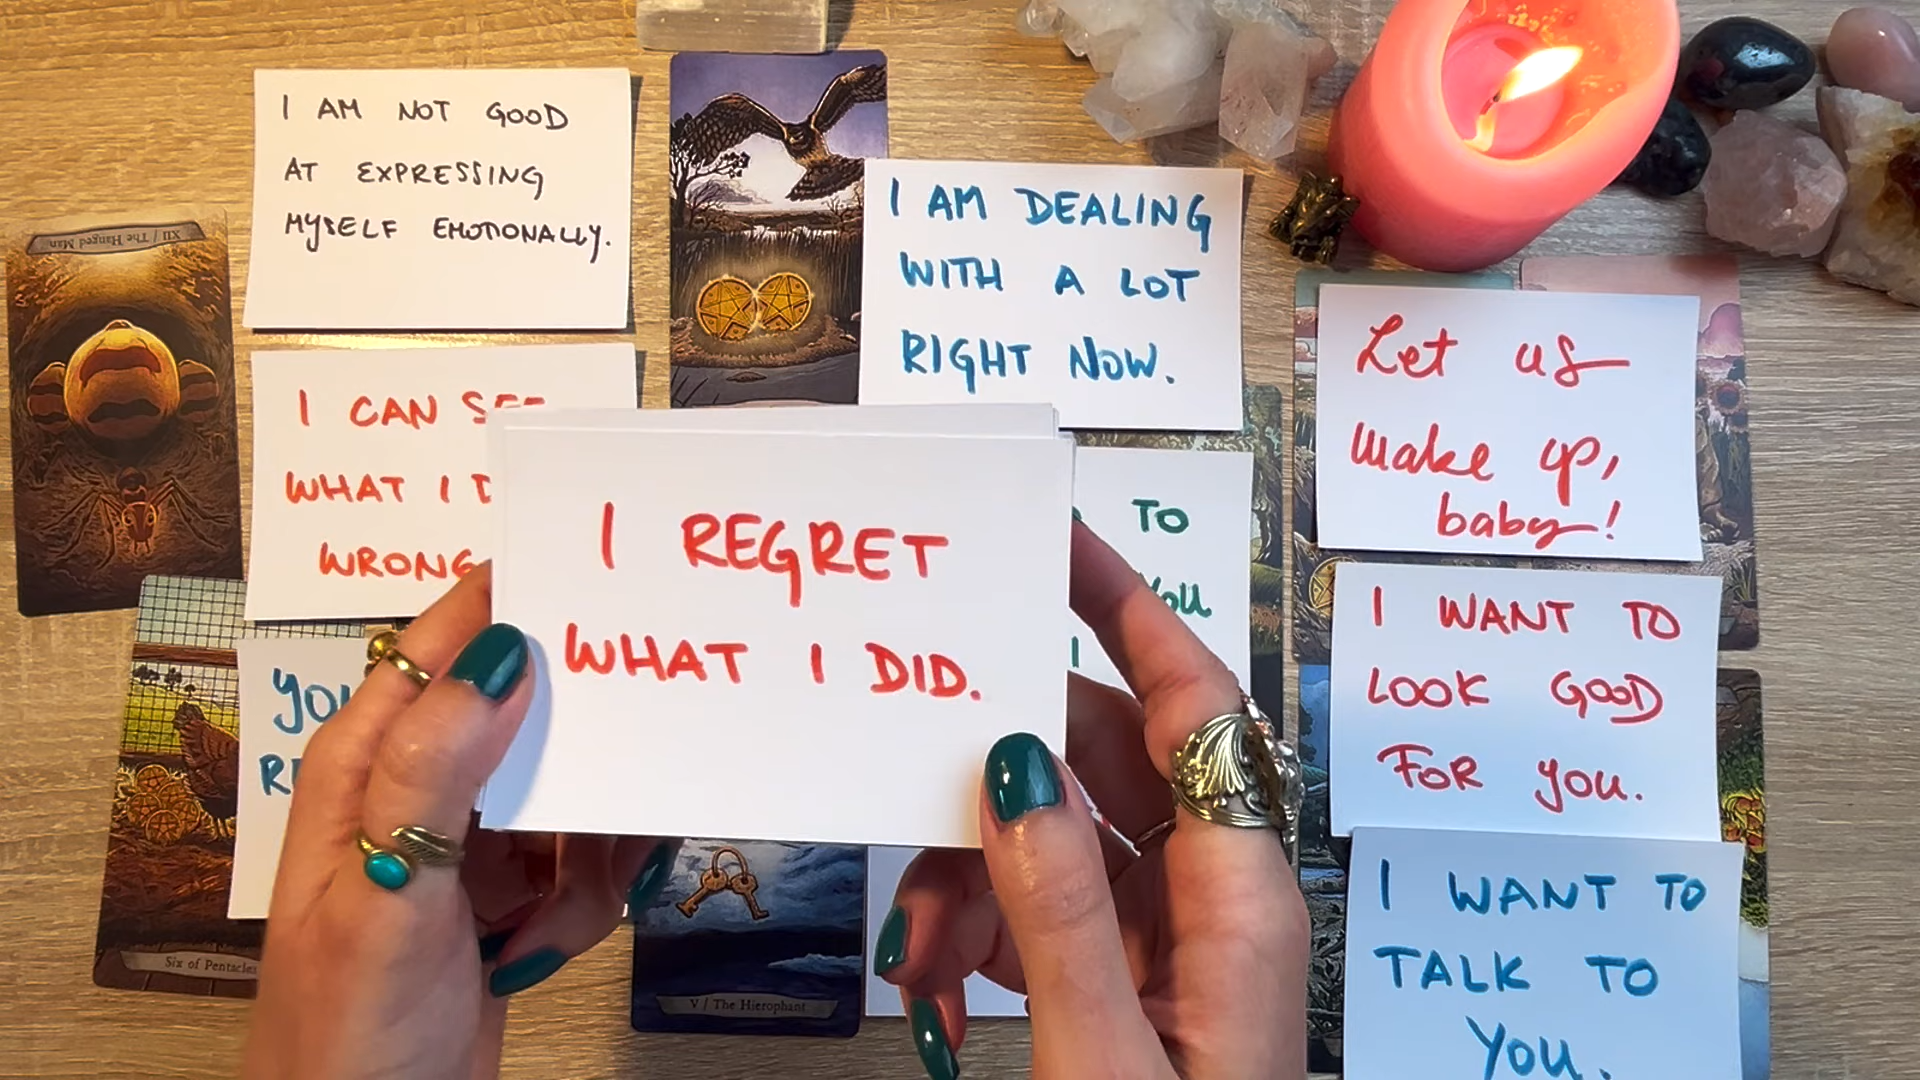 I AM NOT GOOD
AT EXPRESSING
MYSELF EMOTIONALLY.
XII / The Hanged Man
I CAN SEE
WHAT I
WRONG
I AM DEALING
WITH A LOT
RIGHT NOW.
I REGRET
WHAT I DID.
TO
YOU
I
Let us
make up,
baby!
I WANT TO
LOOK GOOD
FOR YOU.
I WANT TO
TALK TO
YOU.
Six of Pentacles
V / The Hierophant